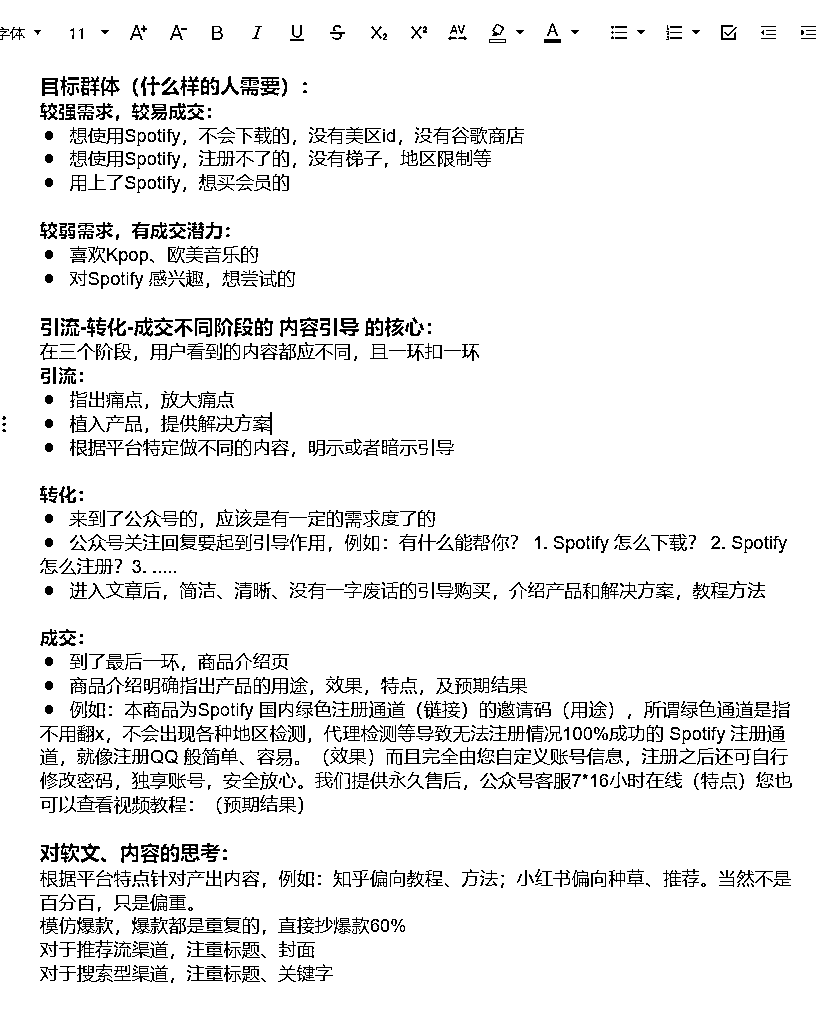 字体 11 A+ A- B I U S X₂ X² AV A
目标群体（什么样的人需要）：
较强需求，较易成交：
● 想使用Spotify，不会下载的，没有美区id，没有谷歌商店
● 想使用Spotify，注册不了的，没有梯子，地区限制等
● 用上了Spotify，想买会员的
较弱需求，有成交潜力：
● 喜欢Kpop、欧美音乐的
● 对Spotify 感兴趣，想尝试的
引流-转化-成交不同阶段的 内容引导 的核心：
在三个阶段，用户看到的内容都应不同，且一环扣一环
引流：
● 指出痛点，放大痛点
● 植入产品，提供解决方案
● 根据平台特定做不同的内容，明示或者暗示引导
转化：
● 来到了公众号的，应该是有一定的需求度了的
● 公众号关注回复要起到引导作用，例如：有什么能帮你？ 1. Spotify 怎么下载？ 2. Spotify
怎么注册？3. .....
● 进入文章后，简洁、清晰、没有一字废话的引导购买，介绍产品和解决方案，教程方法
成交：
● 到了最后一环，商品介绍页
● 商品介绍明确指出产品的用途，效果，特点，及预期结果
● 例如：本商品为Spotify 国内绿色注册通道（链接）的邀请码（用途），所谓绿色通道是指
不用翻x，不会出现各种地区检测，代理检测等导致无法注册情况100%成功的 Spotify 注册通
道，就像注册QQ 般简单、容易。（效果）而且完全由您自定义账号信息，注册之后还可自行
修改密码，独享账号，安全放心。我们提供永久售后，公众号客服7*16小时在线（特点）您也
可以查看视频教程：（预期结果）
对软文、内容的思考：
根据平台特点针对产出内容，例如：知乎偏向教程、方法；小红书偏向种草、推荐。当然不是
百分百，只是偏重。
模仿爆款，爆款都是重复的，直接抄爆款60%
对于推荐流渠道，注重标题、封面
对于搜索型渠道，注重标题、关键字